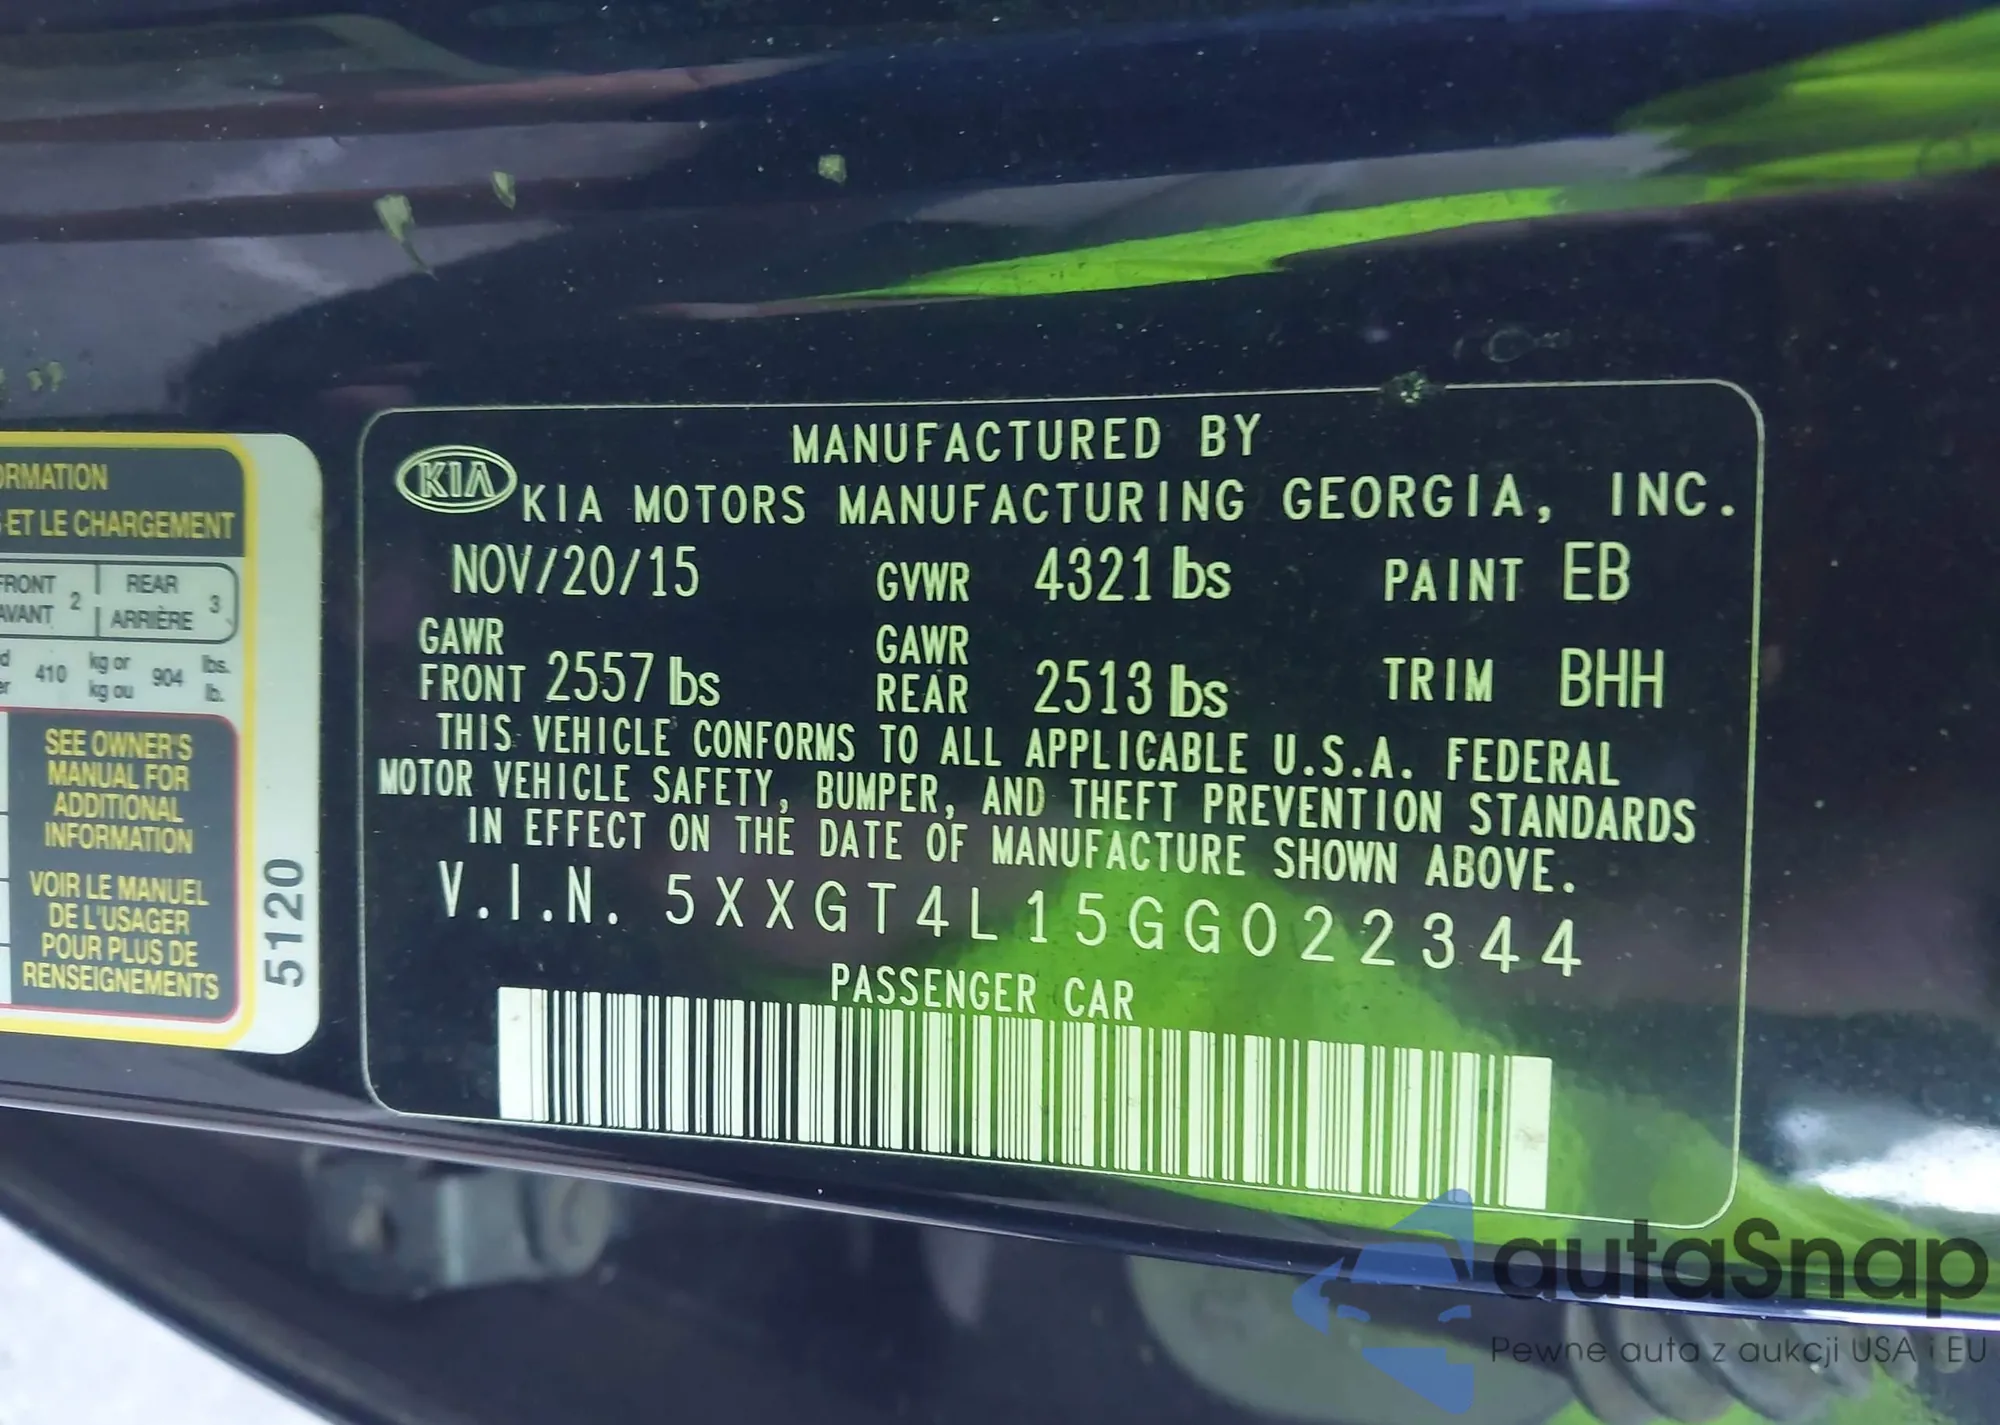 ORMATION
ET LE CHARGEMENT
FRONT 2 REAR 3
AVANT ARRIÈRE
410 kg or 904 lbs.
kg ou lb.
SEE OWNER'S
MANUAL FOR
ADDITIONAL
INFORMATION
VOIR LE MANUEL
DE L'USAGER
POUR PLUS DE
RENSEIGNEMENTS
5120
MANUFACTURED BY
KIA KIA MOTORS MANUFACTURING GEORGIA, INC.
NOV/20/15 GVWR 4321 lbs PAINT EB
GAWR GAWR
FRONT 2557 lbs REAR 2513 lbs TRIM BHH
THIS VEHICLE CONFORMS TO ALL APPLICABLE U.S.A. FEDERAL
MOTOR VEHICLE SAFETY, BUMPER, AND THEFT PREVENTION STANDARDS
IN EFFECT ON THE DATE OF MANUFACTURE SHOWN ABOVE.
V.I.N. 5XXGT4L15GG022344
PASSENGER CAR
autaSnap
Pewne auta z aukcji USA i EU